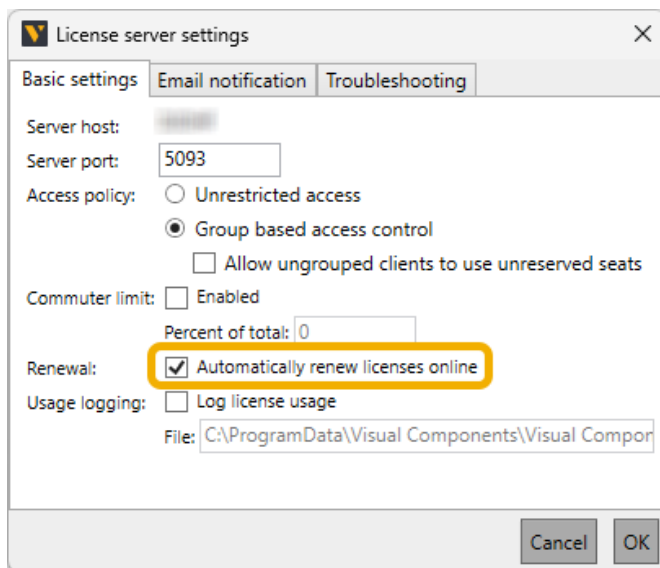 License server settings
Basic settings Email notification Troubleshooting
Server host:
Server port: 5093
Access policy: Unrestricted access
Group based access control
Allow ungrouped clients to use unreserved seats
Commuter limit: Enabled
Percent of total: 0
Renewal: Automatically renew licenses online
Usage logging: Log license usage
File: C:\ProgramData\Visual Components\Visual Compon
Cancel OK